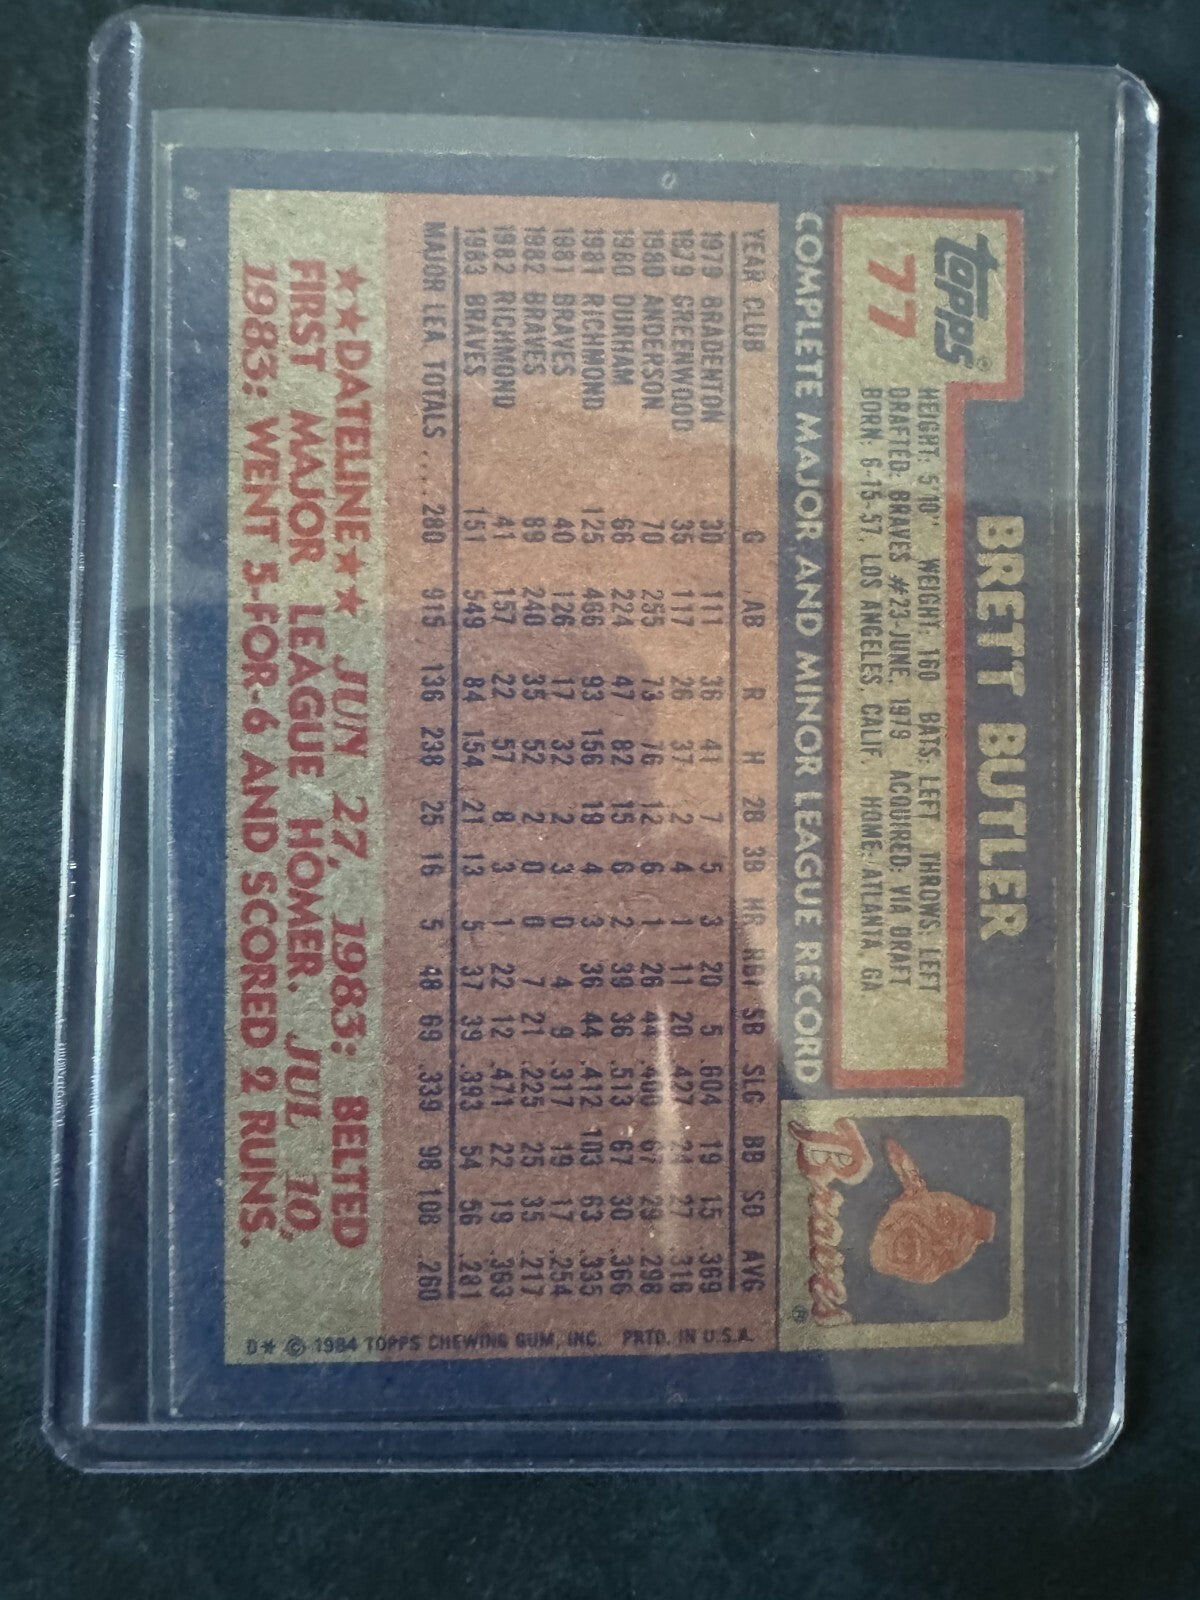 topps®
77
BRETT BUTLER
HEIGHT: 5'10" WEIGHT: 160 BATS: LEFT THROWS: LEFT
DRAFTED: BRAVES #23-JUNE, 1979 ACQUIRED: VIA DRAFT
BORN: 6-15-57, LOS ANGELES, CALIF. HOME: ATLANTA, GA
Braves®
COMPLETE MAJOR AND MINOR LEAGUE RECORD
YEAR CLUB G AB R H 2B 3B HR RBI SB SLG BB SO AVG
1979 BRADENTON 30 111 36 41 7 5 3 20 5 .604 19 15 .369
1979 GREENWOOD 35 117 26 37 2 4 1 11 20 .427 24 27 .316
1980 ANDERSON 70 255 73 76 12 6 1 26 44 .400 67 29 .298
1980 DURHAM 66 224 47 82 15 6 2 39 36 .513 67 30 .366
1981 RICHMOND 125 466 93 156 19 4 3 36 44 .412 103 63 .335
1981 BRAVES 40 126 17 32 2 3 0 4 9 .317 19 17 .254
1982 BRAVES 89 240 35 52 2 0 0 7 21 .225 25 35 .217
1982 RICHMOND 41 157 22 57 8 3 1 22 12 .471 22 19 .363
1983 BRAVES 151 549 84 154 21 13 5 37 39 .393 54 56 .281
MAJOR LEA TOTALS ..... 280 915 136 238 25 16 5 48 69 .339 98 108 .260
★★DATELINE★★ JUN 27, 1983: BELTED
FIRST MAJOR LEAGUE HOMER. JUL 10,
1983: WENT 5-FOR-6 AND SCORED 2 RUNS.
D* © 1984 TOPPS CHEWING GUM, INC. PRTD. IN U.S.A.